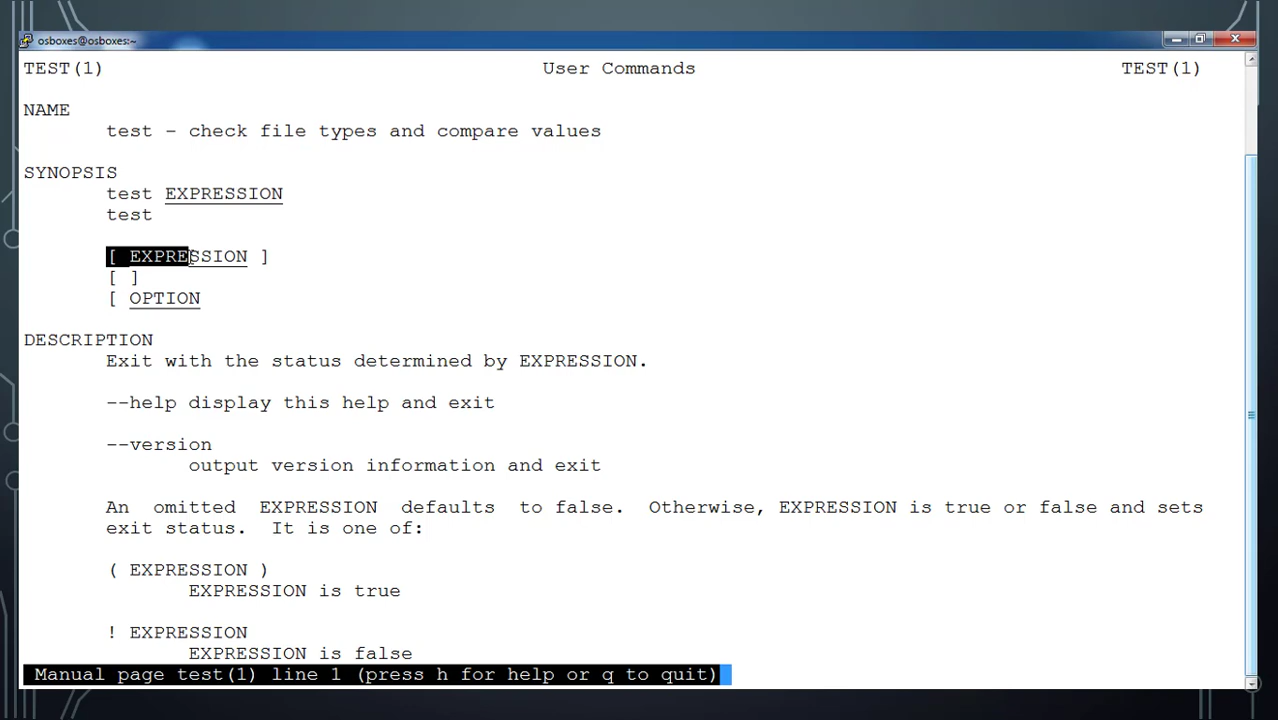 osboxes@osboxes:~
TEST(1) User Commands TEST(1)
NAME
test - check file types and compare values
SYNOPSIS
test EXPRESSION
test
[ EXPRESSION ]
[ ]
[ OPTION
DESCRIPTION
Exit with the status determined by EXPRESSION.
--help display this help and exit
--version
output version information and exit
An omitted EXPRESSION defaults to false. Otherwise, EXPRESSION is true or false and sets
exit status. It is one of:
( EXPRESSION )
EXPRESSION is true
! EXPRESSION
EXPRESSION is false
Manual page test(1) line 1 (press h for help or q to quit)